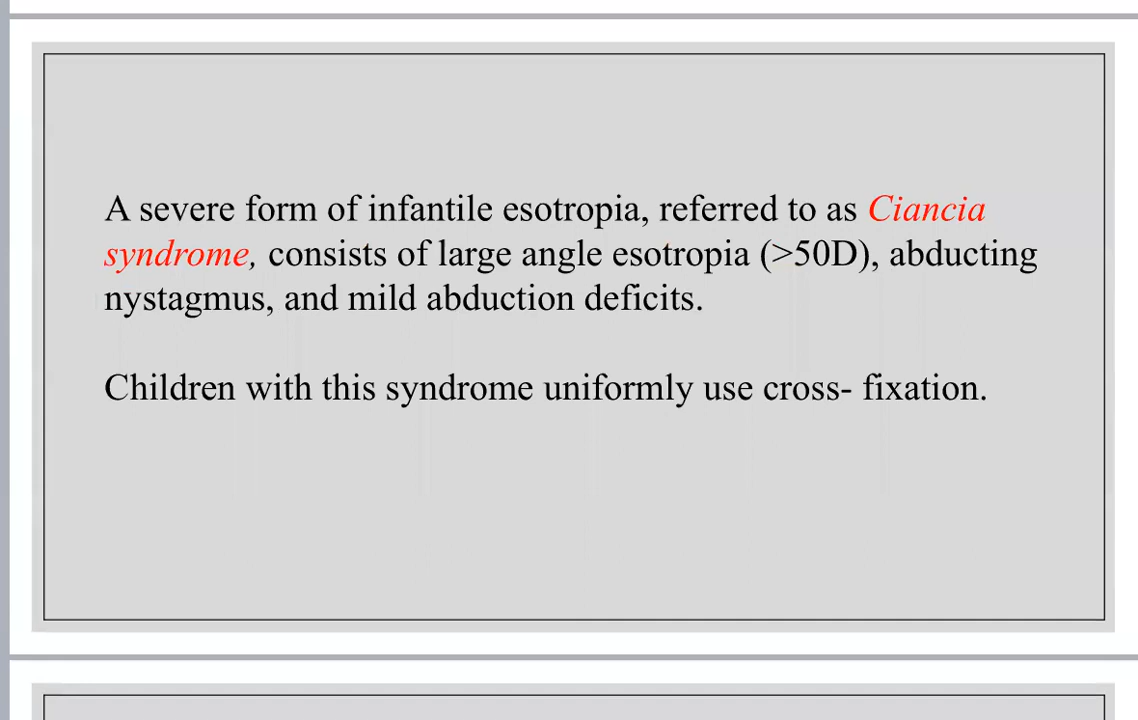 A severe form of infantile esotropia, referred to as Ciancia
syndrome, consists of large angle esotropia (>50D), abducting
nystagmus, and mild abduction deficits.
Children with this syndrome uniformly use cross- fixation.